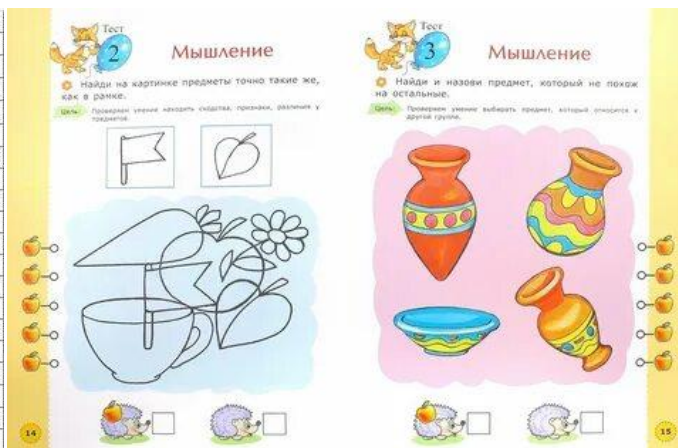 Тест
2
Мышление
Найди на картинке предметы точно такие же,
как в рамке.
Цель: Проверяем умение находить сходства, признаки, различия у
предметов.
14
Тест
3
Мышление
Найди и назови предмет, который не похож
на остальные.
Цель: Проверяем умение выбирать предмет, который относится к
другой группе.
15